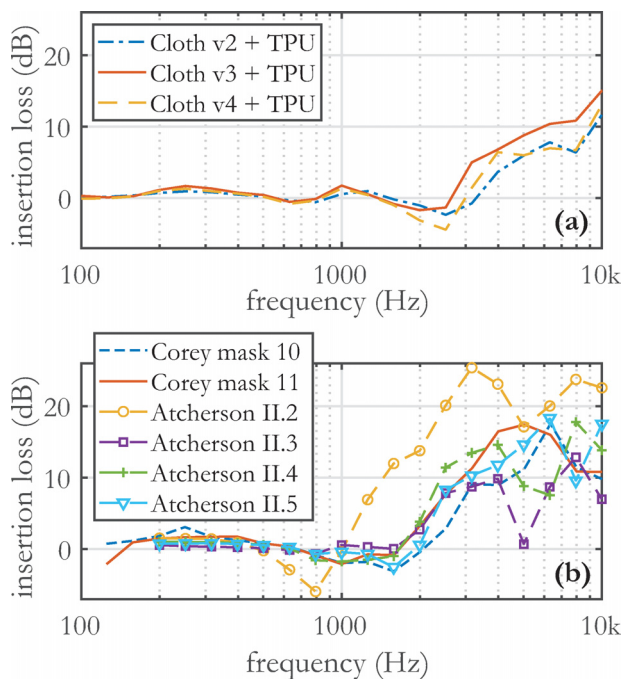 20
10
0
insertion loss (dB)
Cloth v2 + TPU
Cloth v3 + TPU
Cloth v4 + TPU
(a)
100
1000
10k
frequency (Hz)
20
10
0
insertion loss (dB)
Corey mask 10
Corey mask 11
Atcherson II.2
Atcherson II.3
Atcherson II.4
Atcherson II.5
(b)
100
1000
10k
frequency (Hz)